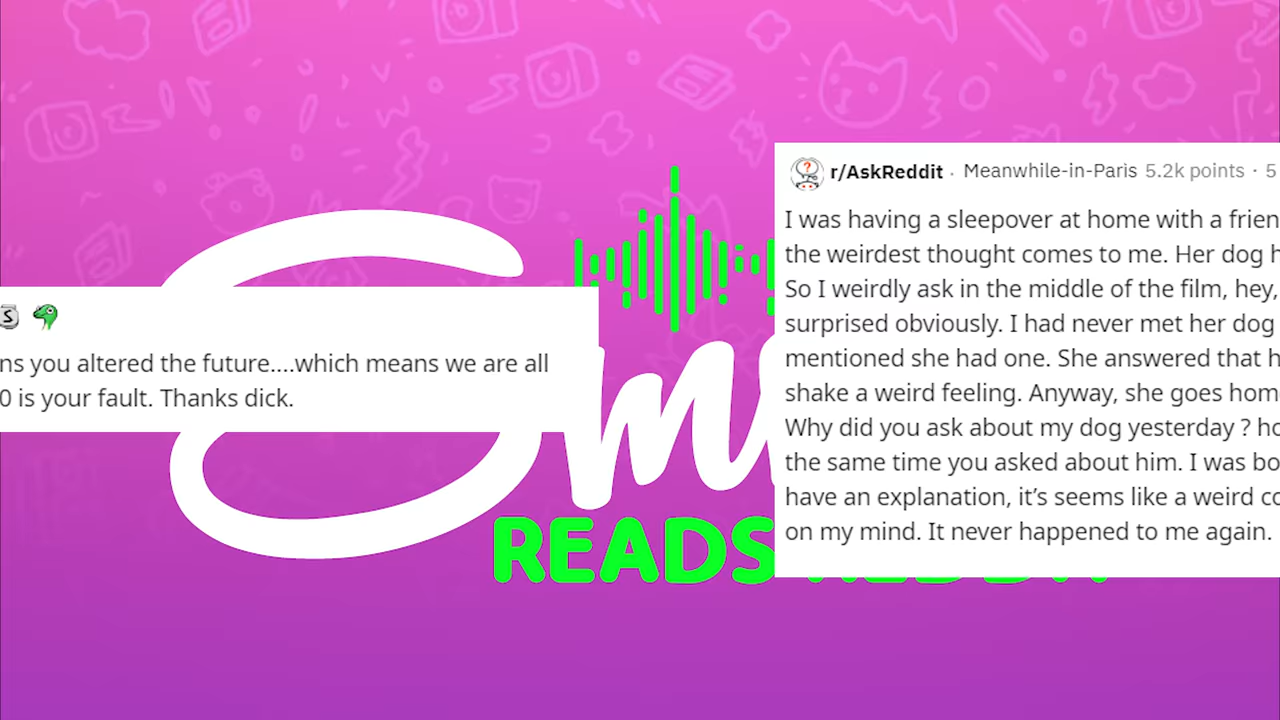 ns you altered the future....which means we are all
0 is your fault. Thanks dick.
r/AskReddit · Meanwhile-in-Paris 5.2k points · 5
I was having a sleepover at home with a frien
the weirdest thought comes to me. Her dog h
So I weirdly ask in the middle of the film, hey,
surprised obviously. I had never met her dog
mentioned she had one. She answered that h
shake a weird feeling. Anyway, she goes hom
Why did you ask about my dog yesterday ? ho
the same time you asked about him. I was bo
have an explanation, it’s seems like a weird co
on my mind. It never happened to me again.
READS